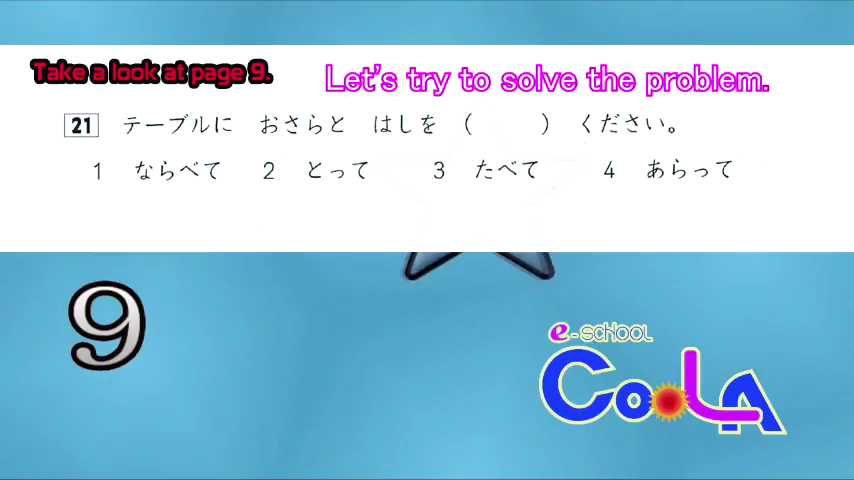 Take a look at page 9.
Let's try to solve the problem.
21 テーブルに おさらと はしを ( ) ください。
1 ならべて 2 とって 3 たべて 4 あらって
9
e-SCHOOL
CooLA